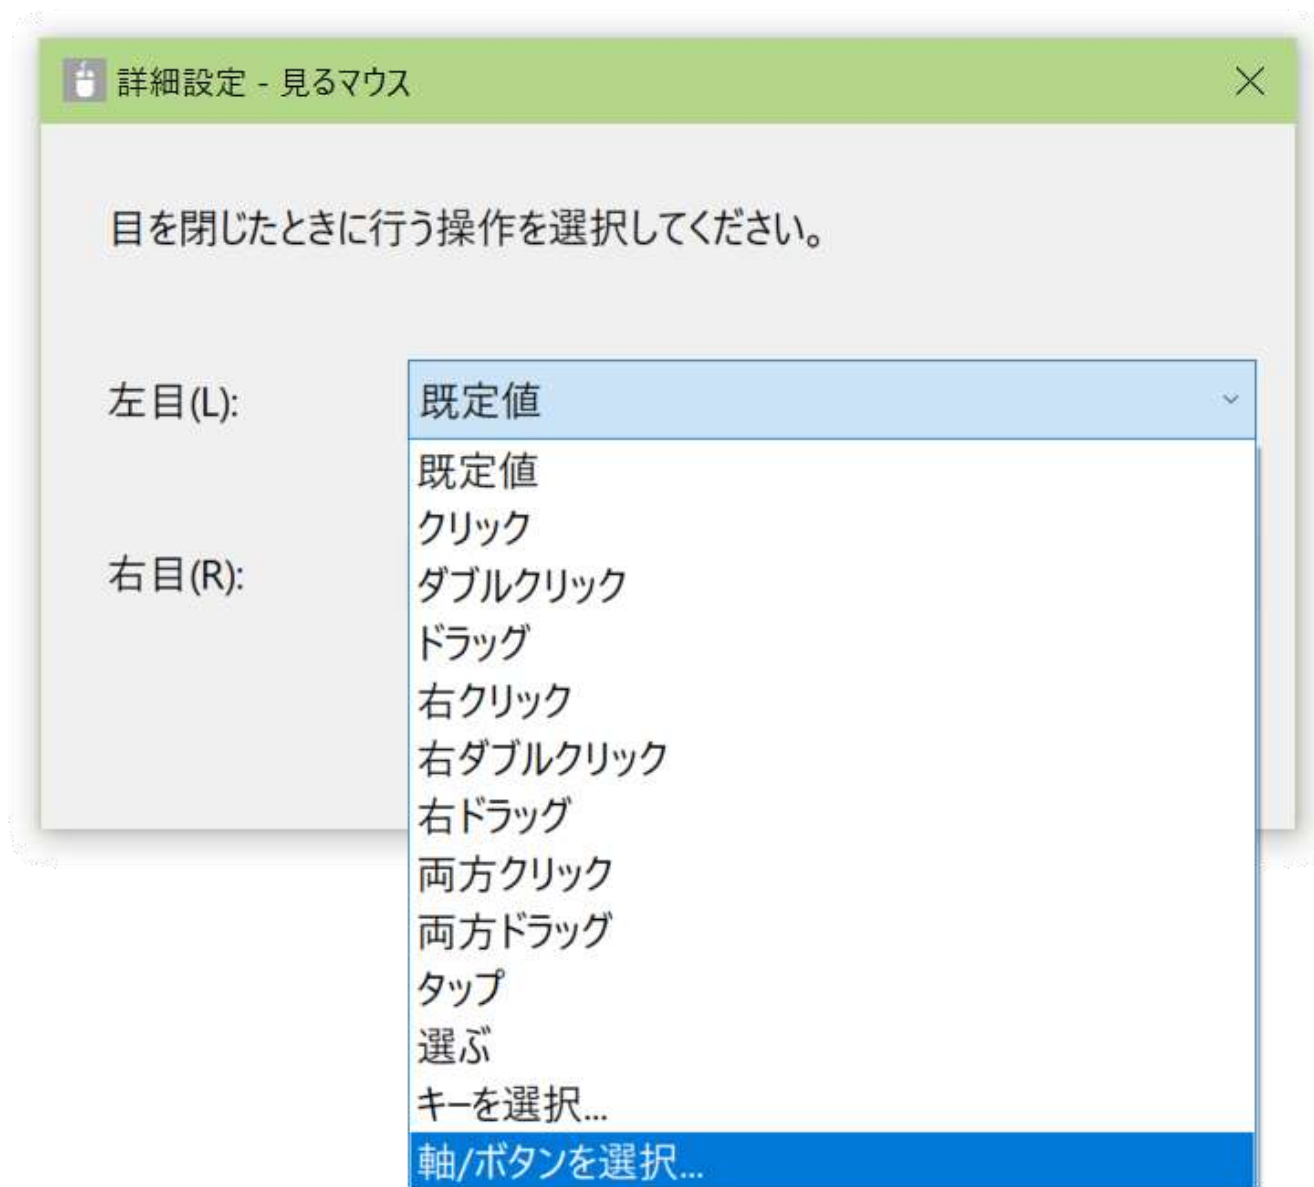 詳細設定 - 見るマウス
目を閉じたときに行う操作を選択してください。
左目(L):
既定値
既定値
クリック
ダブルクリック
ドラッグ
右クリック
右ダブルクリック
右ドラッグ
両方クリック
両方ドラッグ
タップ
選ぶ
キーを選択...
軸/ボタンを選択...
右目(R):